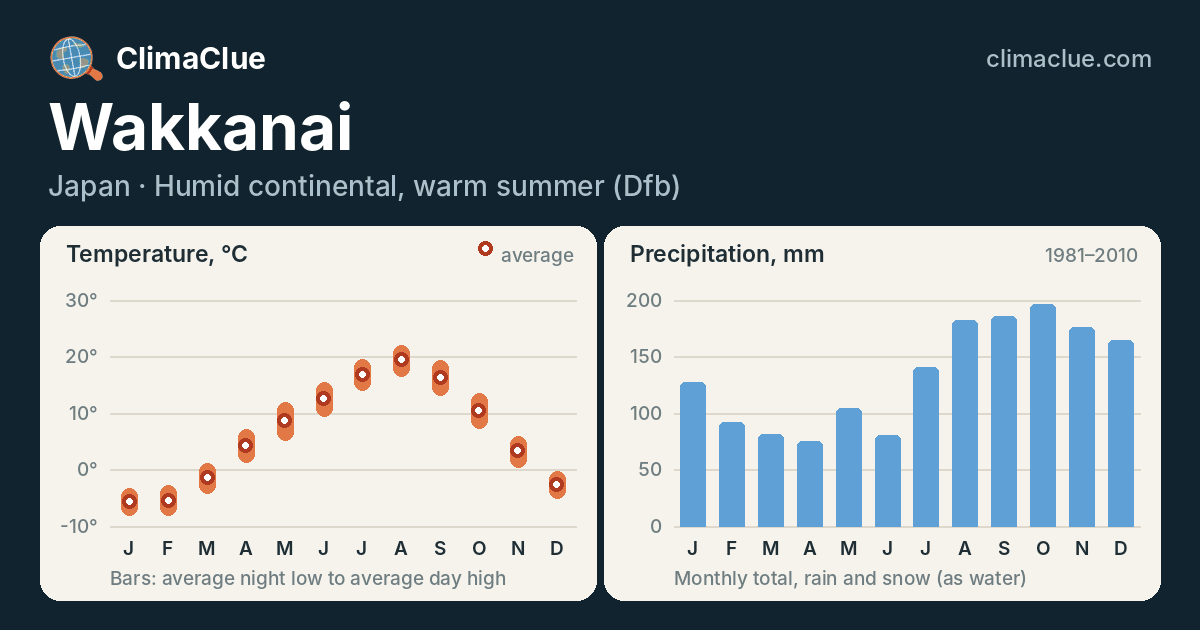 ClimaClue
climaclue.com
Wakkanai
Japan · Humid continental, warm summer (Dfb)
Temperature, °C
average
30°
20°
10°
0°
-10°
J F M A M J J A S O N D
Bars: average night low to average day high
Precipitation, mm
1981–2010
200
150
100
50
0
J F M A M J J A S O N D
Monthly total, rain and snow (as water)